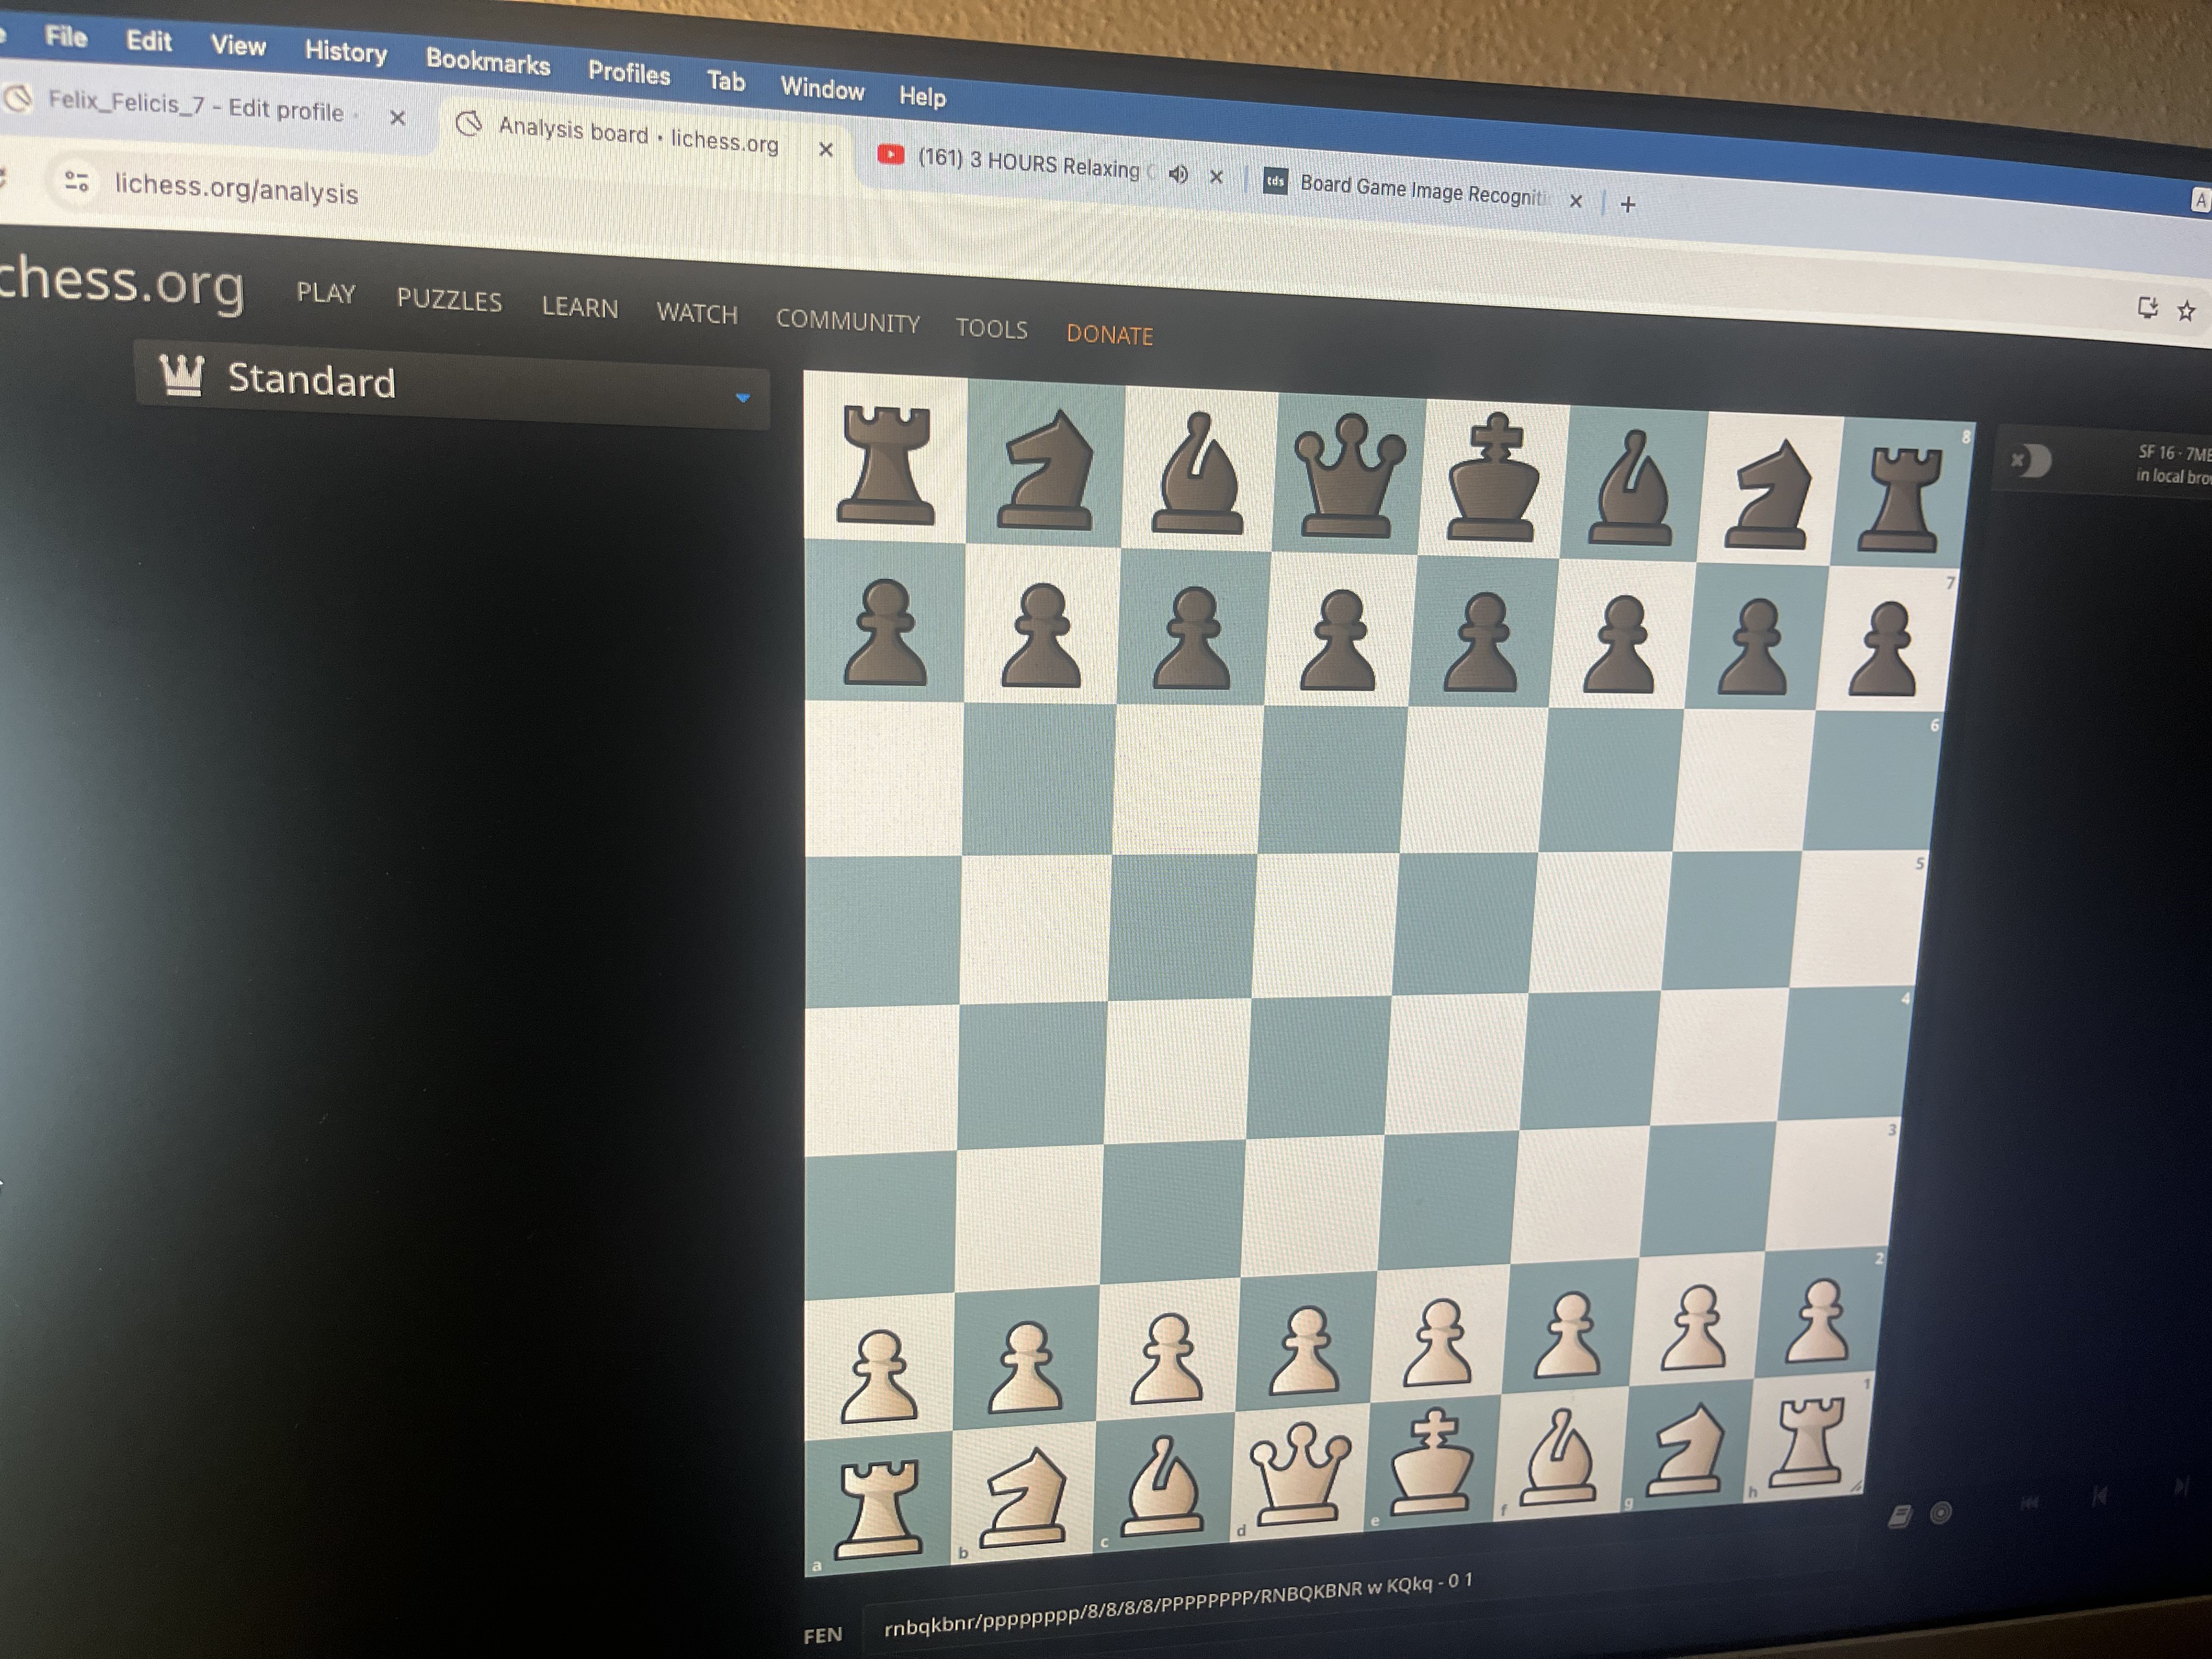 File Edit View History Bookmarks Profiles Tab Window Help
Felix_Felicis_7 - Edit profile
Analysis board • lichess.org
(161) 3 HOURS Relaxing
tds Board Game Image Recogniti
lichess.org/analysis
chess.org PLAY PUZZLES LEARN WATCH COMMUNITY TOOLS DONATE
Standard
SF 16 · 7MB
in local bro
8
7
6
5
4
3
2
1
a b c d e f g h
FEN rnbqkbnr/pppppppp/8/8/8/8/PPPPPPPP/RNBQKBNR w KQkq - 0 1